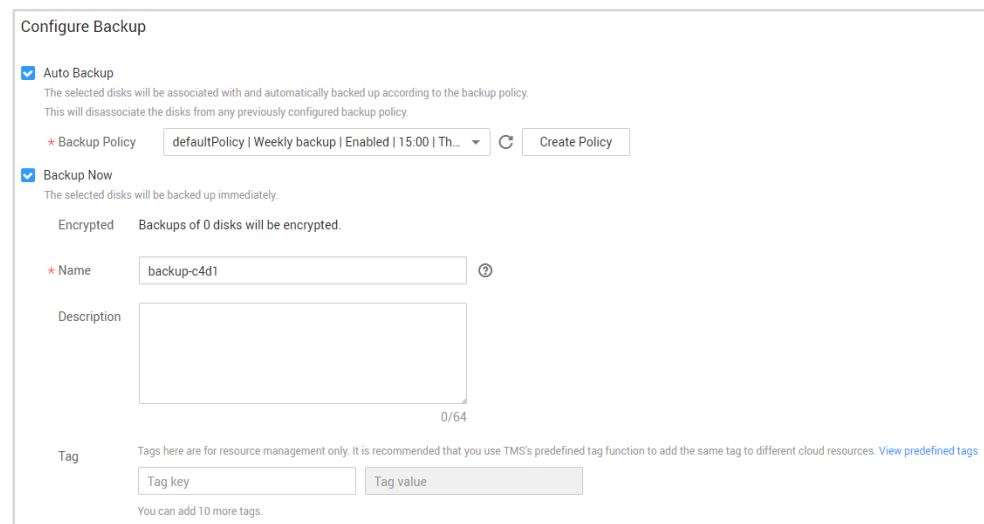 Configure Backup
Auto Backup
The selected disks will be associated with and automatically backed up according to the backup policy.
This will disassociate the disks from any previously configured backup policy.
* Backup Policy defaultPolicy | Weekly backup | Enabled | 15:00 | Th... Create Policy
Backup Now
The selected disks will be backed up immediately.
Encrypted Backups of 0 disks will be encrypted.
* Name backup-c4d1
Description
0/64
Tag Tags here are for resource management only. It is recommended that you use TMS's predefined tag function to add the same tag to different cloud resources. View predefined tags
Tag key Tag value
You can add 10 more tags.